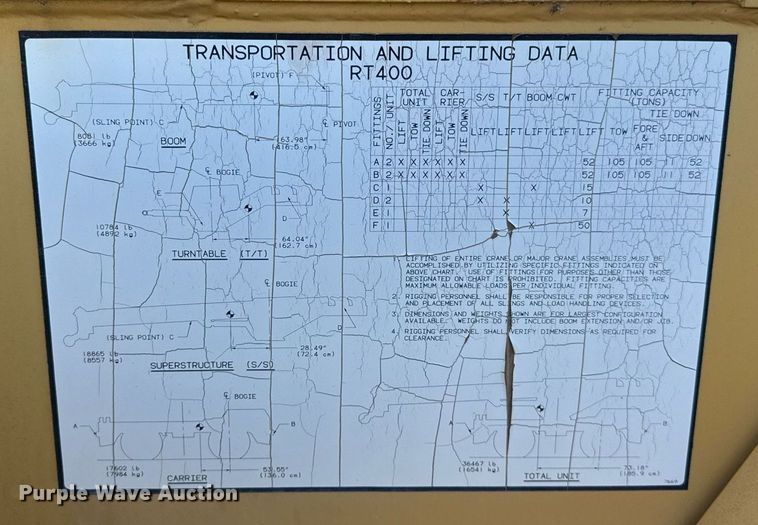 TRANSPORTATION AND LIFTING DATA
RT400
(PIVOT) F
(SLING POINT) C
℄ PIVOT
8081 lb
(3666 kg)
BOOM
163.98"
(416.5 cm)
℄ BOGIE
E
D
10784 lb
(4892 kg)
64.04"
(162.7 cm)
TURNTABLE (T/T)
℄ BOGIE
(SLING POINT) C
D
18865 lb
(8557 kg)
28.49"
(72.4 cm)
SUPERSTRUCTURE (S/S)
℄ BOGIE
A
B
17602 lb
(7984 kg)
53.55"
(136.0 cm)
CARRIER
FITTINGS NO./ UNIT TOTAL UNIT CAR-RIER S/S T/T BOOM CWT FITTING CAPACITY (LTONS)
TIE DOWN
LIFT TOW TIE DOWN LIFT TOW TIE DOWN LIFT LIFT LIFT LIFT LIFT TOW FORE & AFT SIDE DOWN
A 2 X X X X X X 52 105 105 11 52
B 2 X X X X X X 52 105 105 11 52
C 1 X X 15
D 2 X X 10
E 1 X 7
F 1 X 50
1. LIFTING OF ENTIRE CRANE OR MAJOR CRANE ASSEMBLIES MUST BE
ACCOMPLISHED BY UTILIZING SPECIFIC FITTINGS INDICATED ON
ABOVE CHART. USE OF FITTINGS FOR PURPOSES OTHER THAN THOSE
DESIGNATED ON CHART IS PROHIBITED. FITTING CAPACITIES ARE
MAXIMUM ALLOWABLE LOADS PER INDIVIDUAL FITTING.
2. RIGGING PERSONNEL SHALL BE RESPONSIBLE FOR PROPER SELECTION
AND PLACEMENT OF ALL SLINGS AND LOAD HANDLING DEVICES.
3. DIMENSIONS AND WEIGHTS SHOWN ARE FOR LARGEST CONFIGURATION
AVAILABLE. WEIGHTS DO NOT INCLUDE BOOM EXTENSION AND/OR JIB.
4. RIGGING PERSONNEL SHALL VERIFY DIMENSIONS AS REQUIRED FOR
CLEARANCE.
A
B
36467 lb
(16541 kg)
73.18"
(185.9 cm)
TOTAL UNIT
Purple Wave Auction